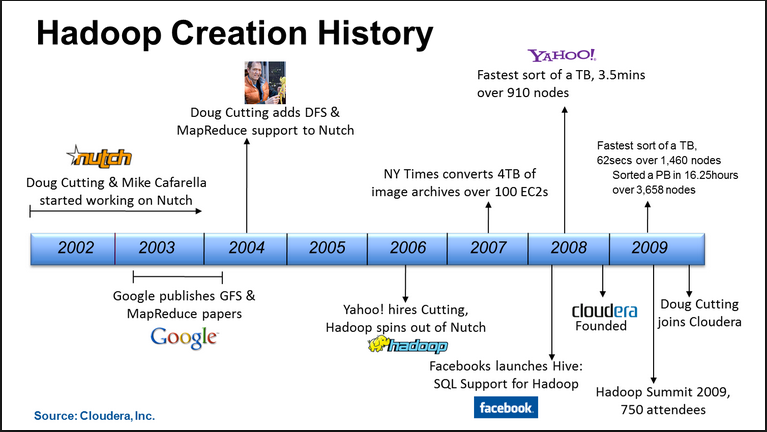 Hadoop Creation History
YAHOO!
Fastest sort of a TB, 3.5mins
over 910 nodes
Doug Cutting adds DFS &
MapReduce support to Nutch
nutch
Doug Cutting & Mike Cafarella
started working on Nutch
NY Times converts 4TB of
image archives over 100 EC2s
Fastest sort of a TB,
62secs over 1,460 nodes
Sorted a PB in 16.25hours
over 3,658 nodes
2002 2003 2004 2005 2006 2007 2008 2009
Google publishes GFS &
MapReduce papers
Google
Yahoo! hires Cutting,
Hadoop spins out of Nutch
hadoop
Facebooks launches Hive:
SQL Support for Hadoop
facebook
cloudera
Founded
Doug Cutting
joins Cloudera
Hadoop Summit 2009,
750 attendees
Source: Cloudera, Inc.